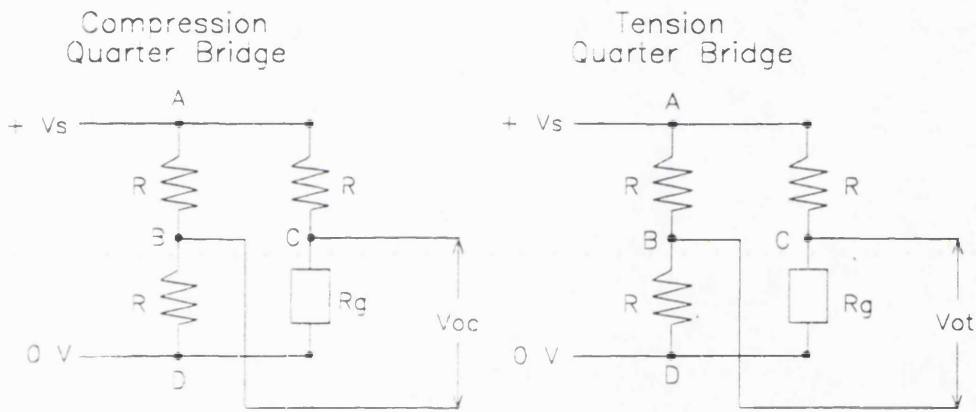 Compression
Quarter Bridge
A
+ Vs
R
R
B
C
R
Rg
Voc
0 V
D
Tension
Quarter Bridge
A
+ Vs
R
R
B
C
R
Rg
Vot
0 V
D